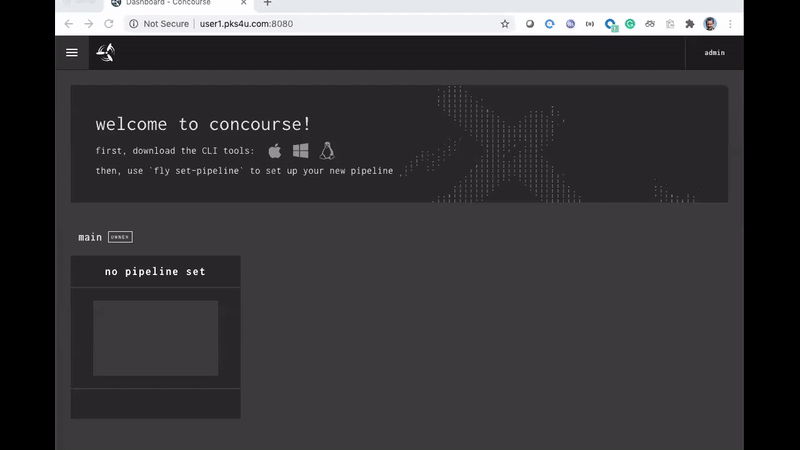 Dashboard - Concourse
Not Secure | user1.pks4u.com:8080
admin
welcome to concourse!
first, download the CLI tools:
then, use `fly set-pipeline` to set up your new pipeline
main OWNER
no pipeline set